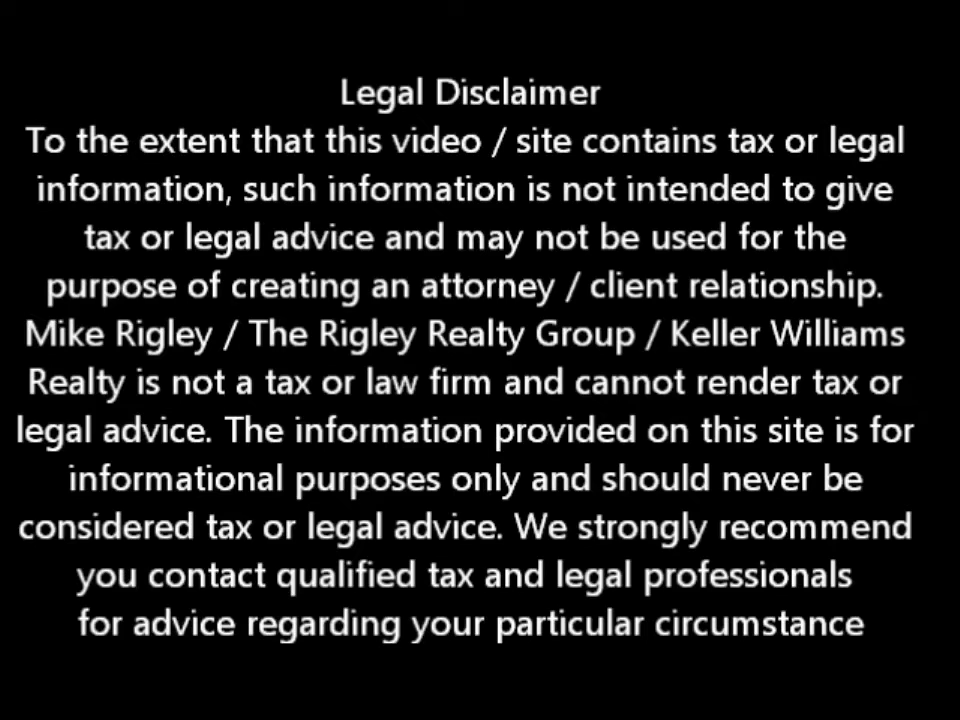 Legal Disclaimer
To the extent that this video / site contains tax or legal
information, such information is not intended to give
tax or legal advice and may not be used for the
purpose of creating an attorney / client relationship.
Mike Rigley / The Rigley Realty Group / Keller Williams
Realty is not a tax or law firm and cannot render tax or
legal advice. The information provided on this site is for
informational purposes only and should never be
considered tax or legal advice. We strongly recommend
you contact qualified tax and legal professionals
for advice regarding your particular circumstance